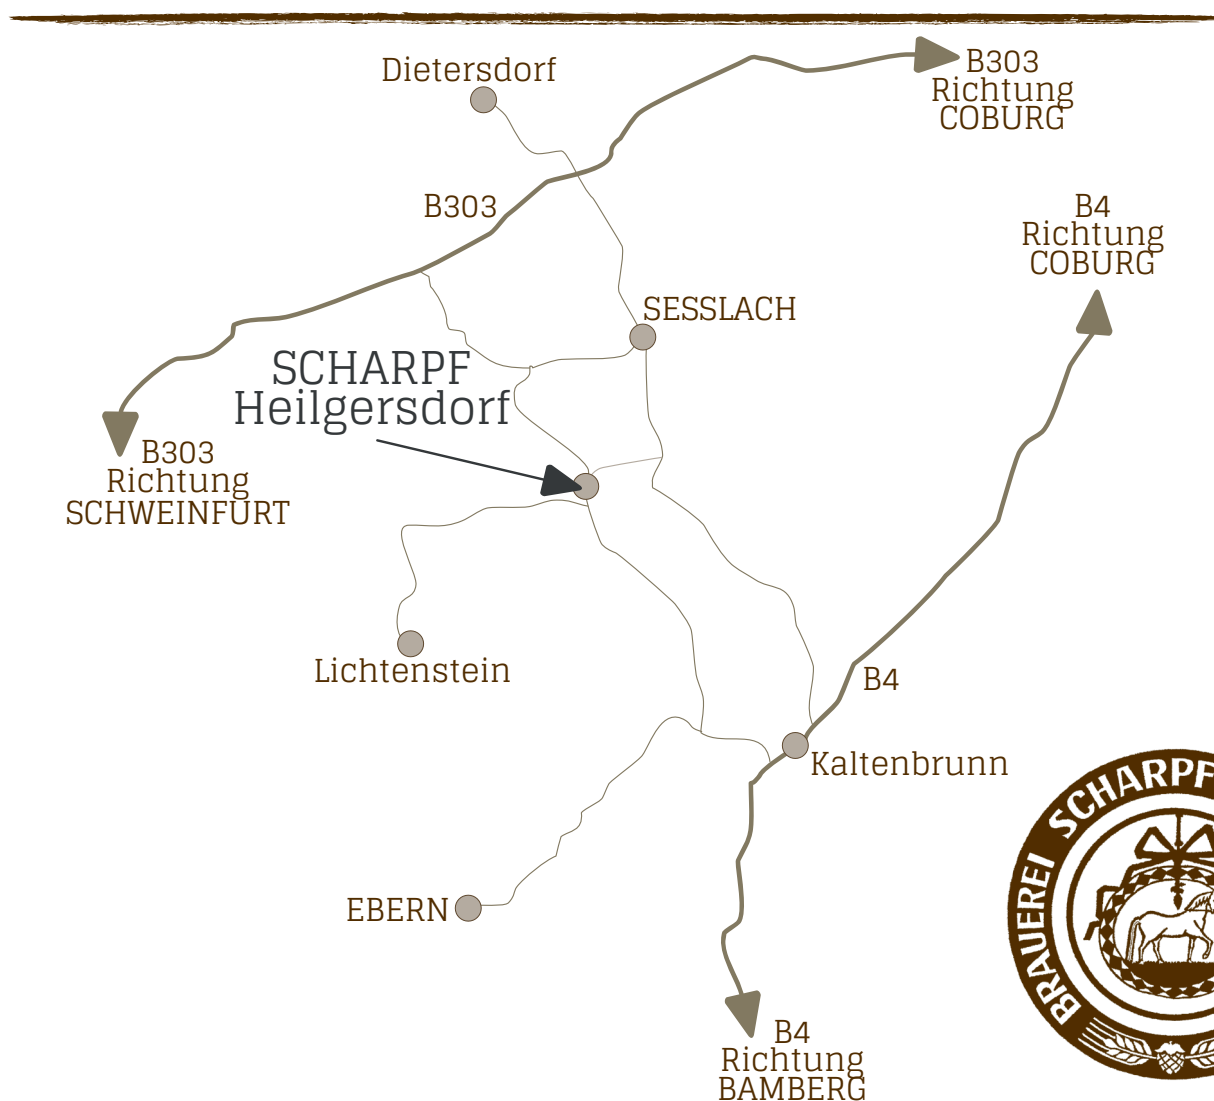 Dietersdorf
B303
Richtung
COBURG
B303
B4
Richtung
COBURG
SESSLACH
SCHARPF
Heilgersdorf
B303
Richtung
SCHWEINFURT
Lichtenstein
B4
Kaltenbrunn
EBERN
B4
Richtung
BAMBERG
BRAUEREI SCHARPF